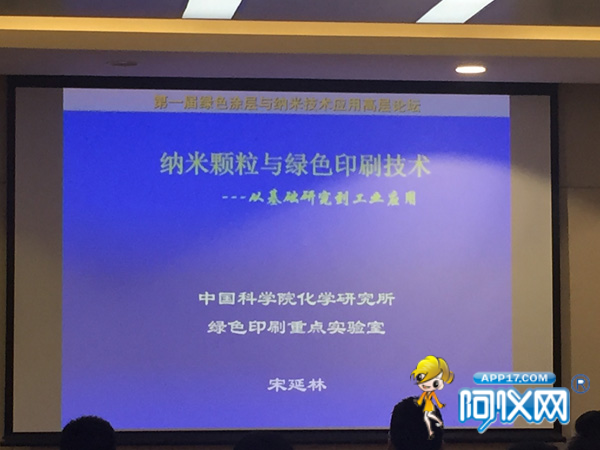 第一届绿色涂层与纳米技术应用高层论坛
纳米颗粒与绿色印刷技术
---从基础研究到工业应用
中国科学院化学研究所
绿色印刷重点实验室
宋延林
APP17.COM
阿仪网
R